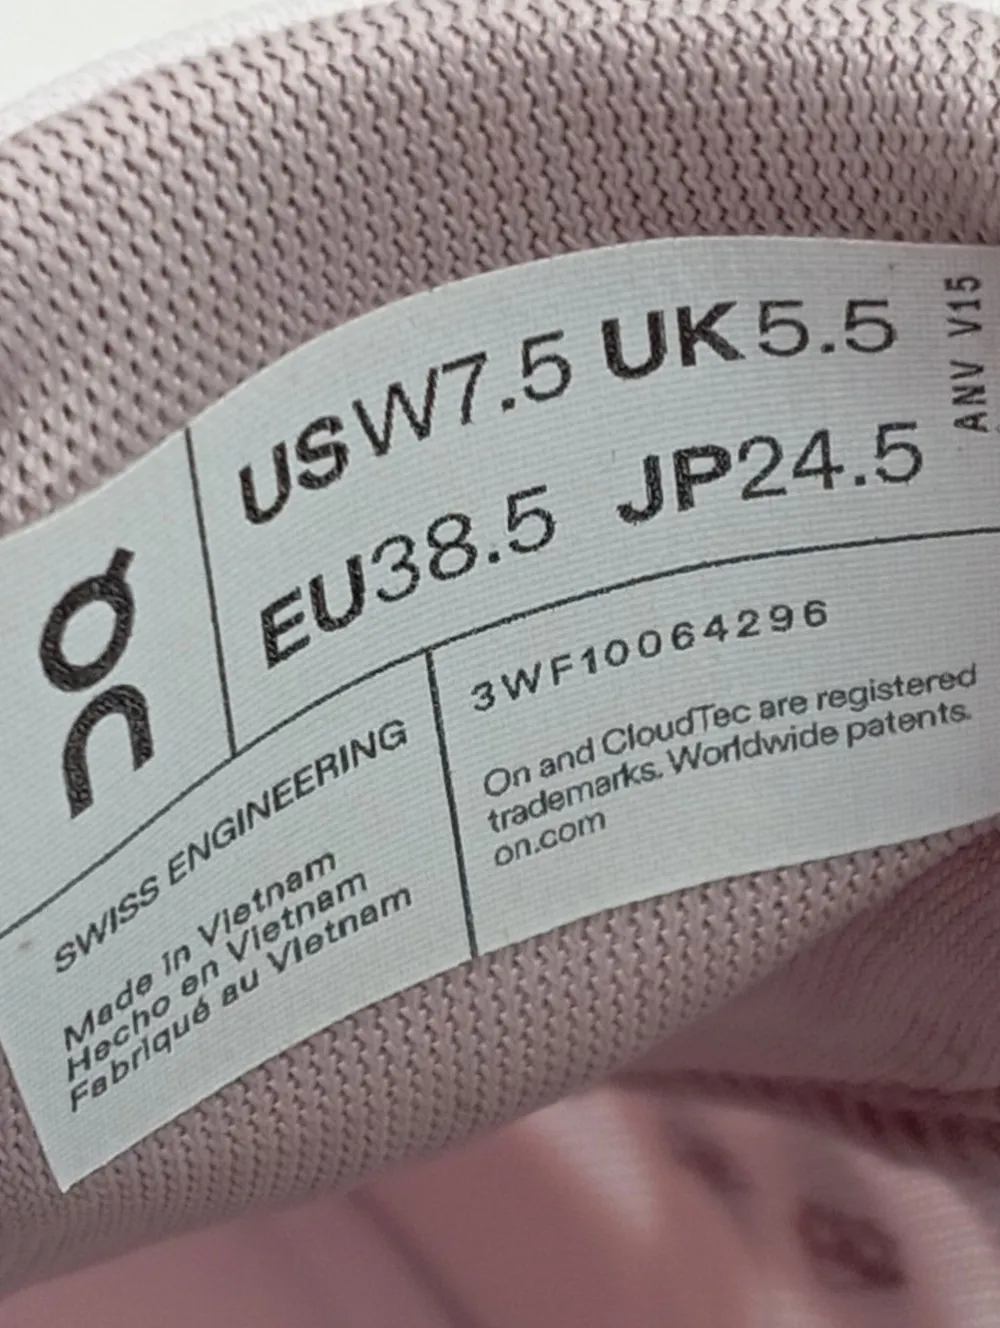 On
USW7.5 UK5.5
EU38.5 JP24.5
ANV V15
SWISS ENGINEERING
Made in Vietnam
Hecho en Vietnam
Fabriqué au Vietnam
3WF10064296
On and CloudTec are registered
trademarks. Worldwide patents.
on.com